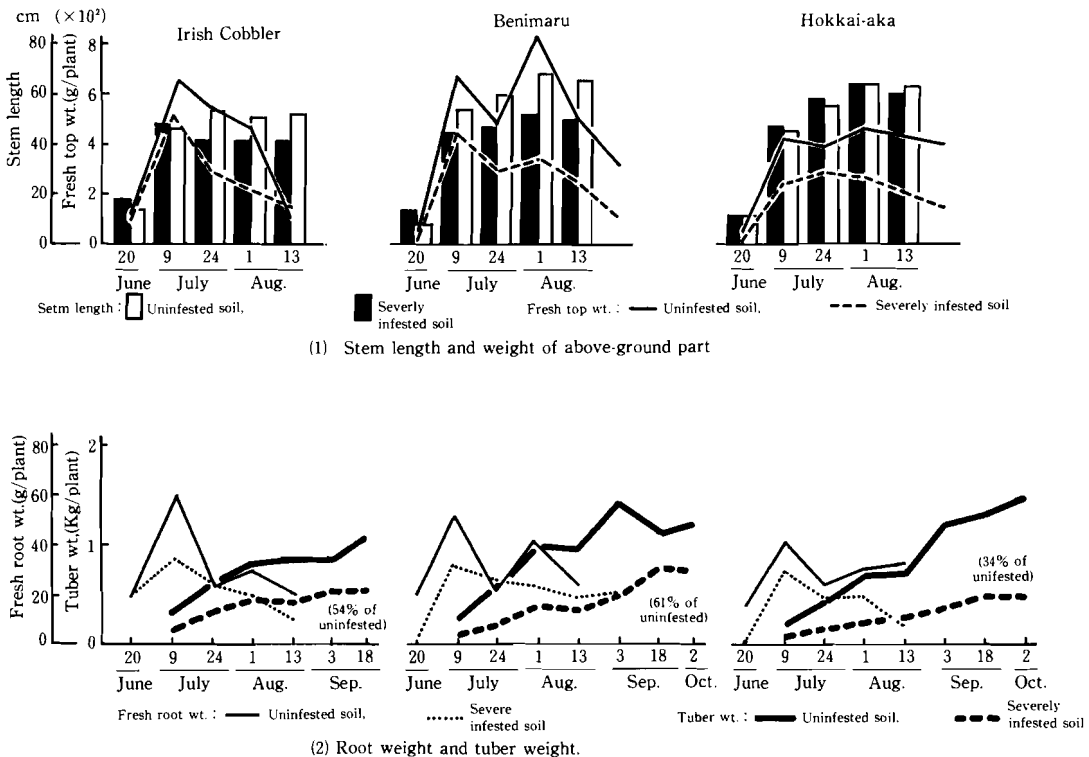 cm (×10²)
Irish Cobbler
Benimaru
Hokkai-aka
Stem length
Fresh top wt.(g/plant)
80 8
60 6
40 4
20 2
0 0
20 9 24 1 13
June July Aug.
20 9 24 1 13
June July Aug.
20 9 24 1 13
June July Aug.
Setm length: Uninfested soil, Severly infested soil Fresh top wt.: Uninfested soil, Severely infested soil
(1) Stem length and weight of above-ground part
Fresh root wt.(g/plant)
Tuber wt,(Kg/plant)
80 2
60
40 1
20
0 0
(54% of
uninfested)
(61% of
uninfested)
(34% of
unifested)
20 9 24 1 13 3 18
June July Aug. Sep.
20 9 24 1 13 3 18 2
June July Aug. Sep. Oct.
20 9 24 1 13 3 18 2
June July Aug. Sep. Oct.
Fresh root wt.: Uninfested soil, Severe infested soil Tuber wt.: Uninfested soil. Severely infested soil
(2) Root weight and tuber weight.